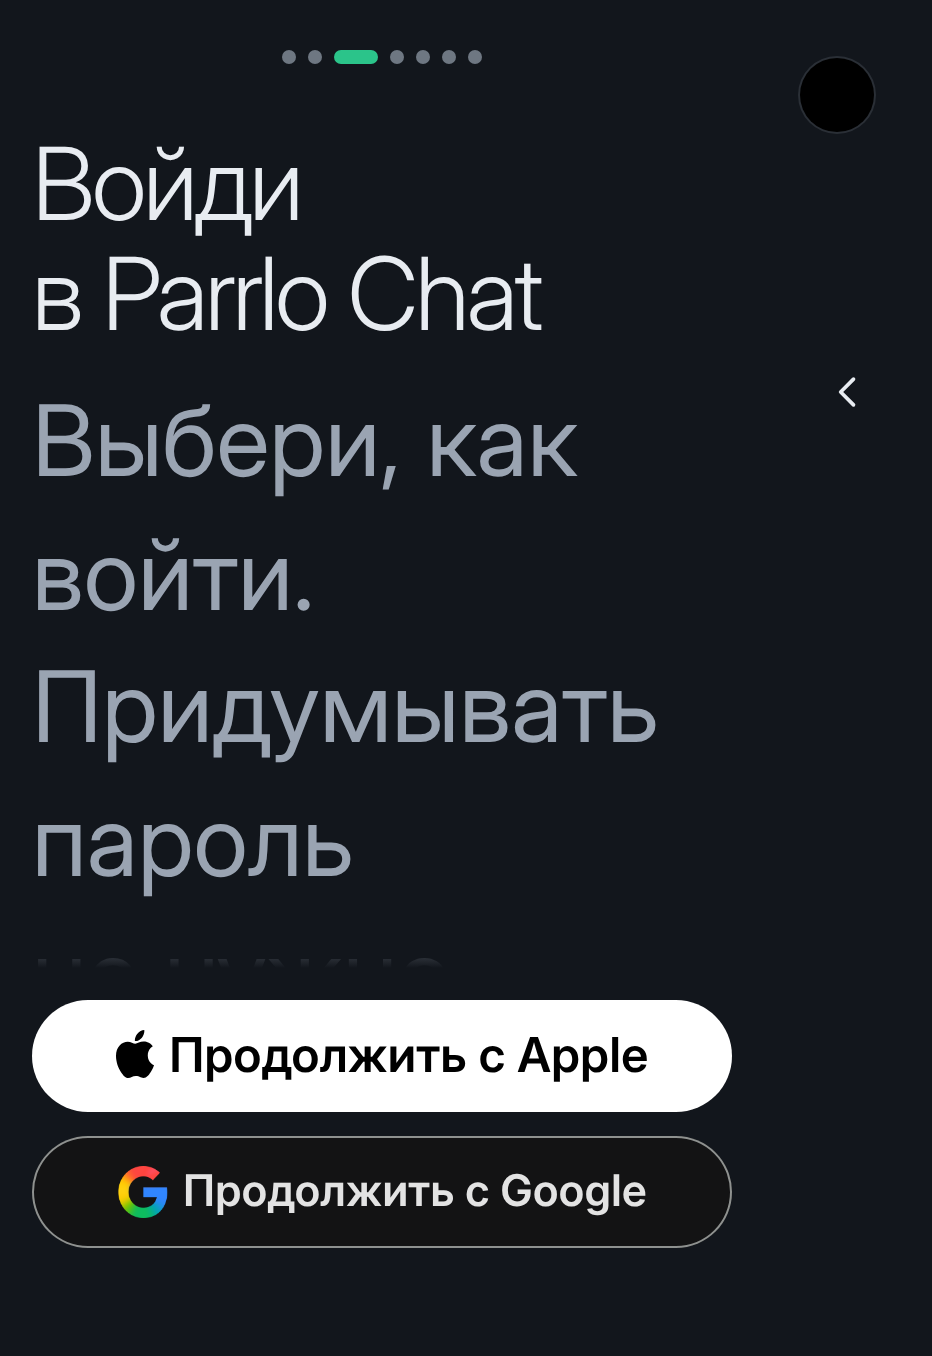 Войди
в Parrlo Chat
Выбери, как
войти.
Придумывать
пароль
Продолжить с Apple
Продолжить с Google